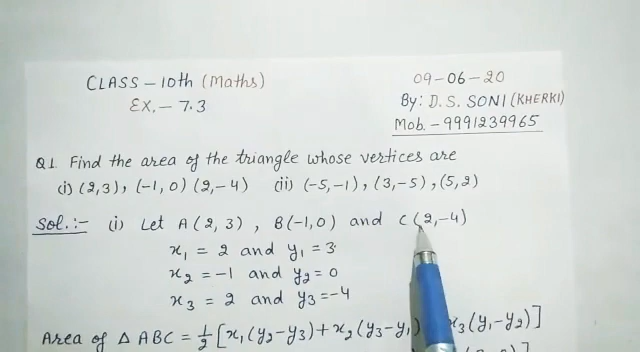 CLASS – 10th (Maths)
EX. – 7.3
09-06-20
By: D. S. SONI (KHERKI)
Mob. – 9991239965
Q1. Find the area of the triangle whose vertices are
(i) (2,3), (-1,0) (2,-4) (ii) (-5,-1), (3,-5), (5,2)
Sol.:- (i) Let A(2, 3), B(-1,0) and C(2,-4)
x₁ = 2 and y₁ = 3
x₂ = -1 and y₂ = 0
x₃ = 2 and y₃ = -4
Area of △ ABC = 1/2 [x₁(y₂-y₃)+x₂(y₃-y₁) x₃(y₁-y₂)]